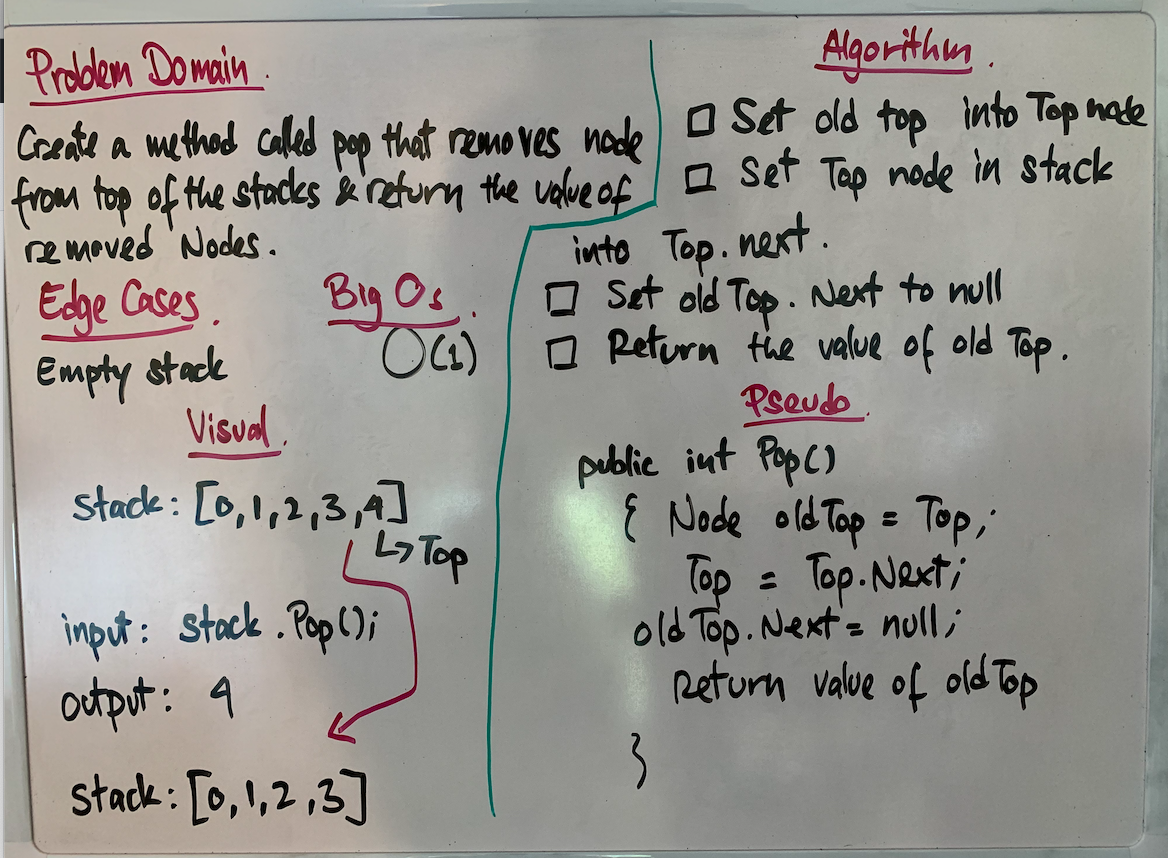 Problem Domain.
Create a method called pop that removes node
from top of the stacks & return the value of
removed Nodes.
Edge Cases.
Empty stack
Big Os.
O(1)
Visual.
Stack: [0,1,2,3,4]
Top
input: stack.Pop();
output: 4
Stack: [0,1,2,3]
Algorithm.
Set old top into Top node
Set Top node in stack
into Top.next.
Set old Top.Next to null
Return the value of old Top.
Pseudo.
public int Pop()
{ Node oldTop = Top;
Top = Top.Next;
oldTop.Next = null;
Return value of oldTop
}